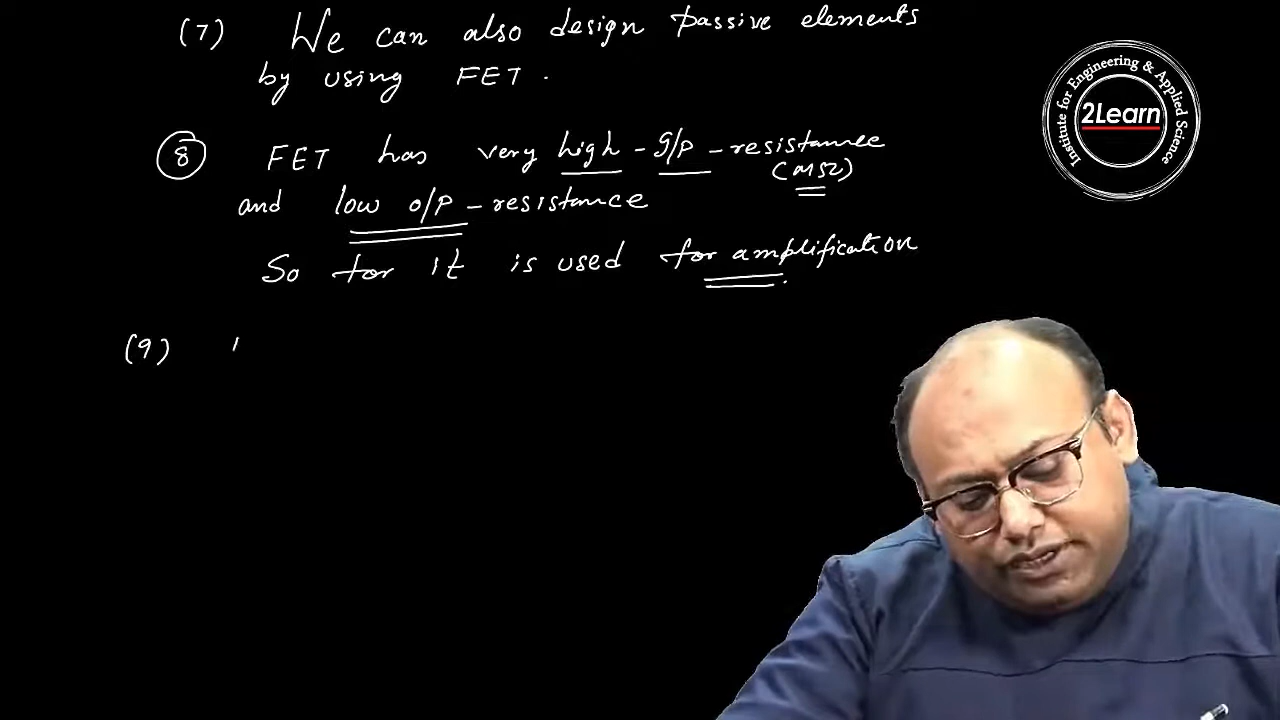 (7) We can also design passive elements
by using FET.
(8) FET has very high - I/P - resistance
(MΩ)
and low o/P - resistance
So for it is used for amplification.
(9)
Institute for Engineering & Applied Science
2Learn